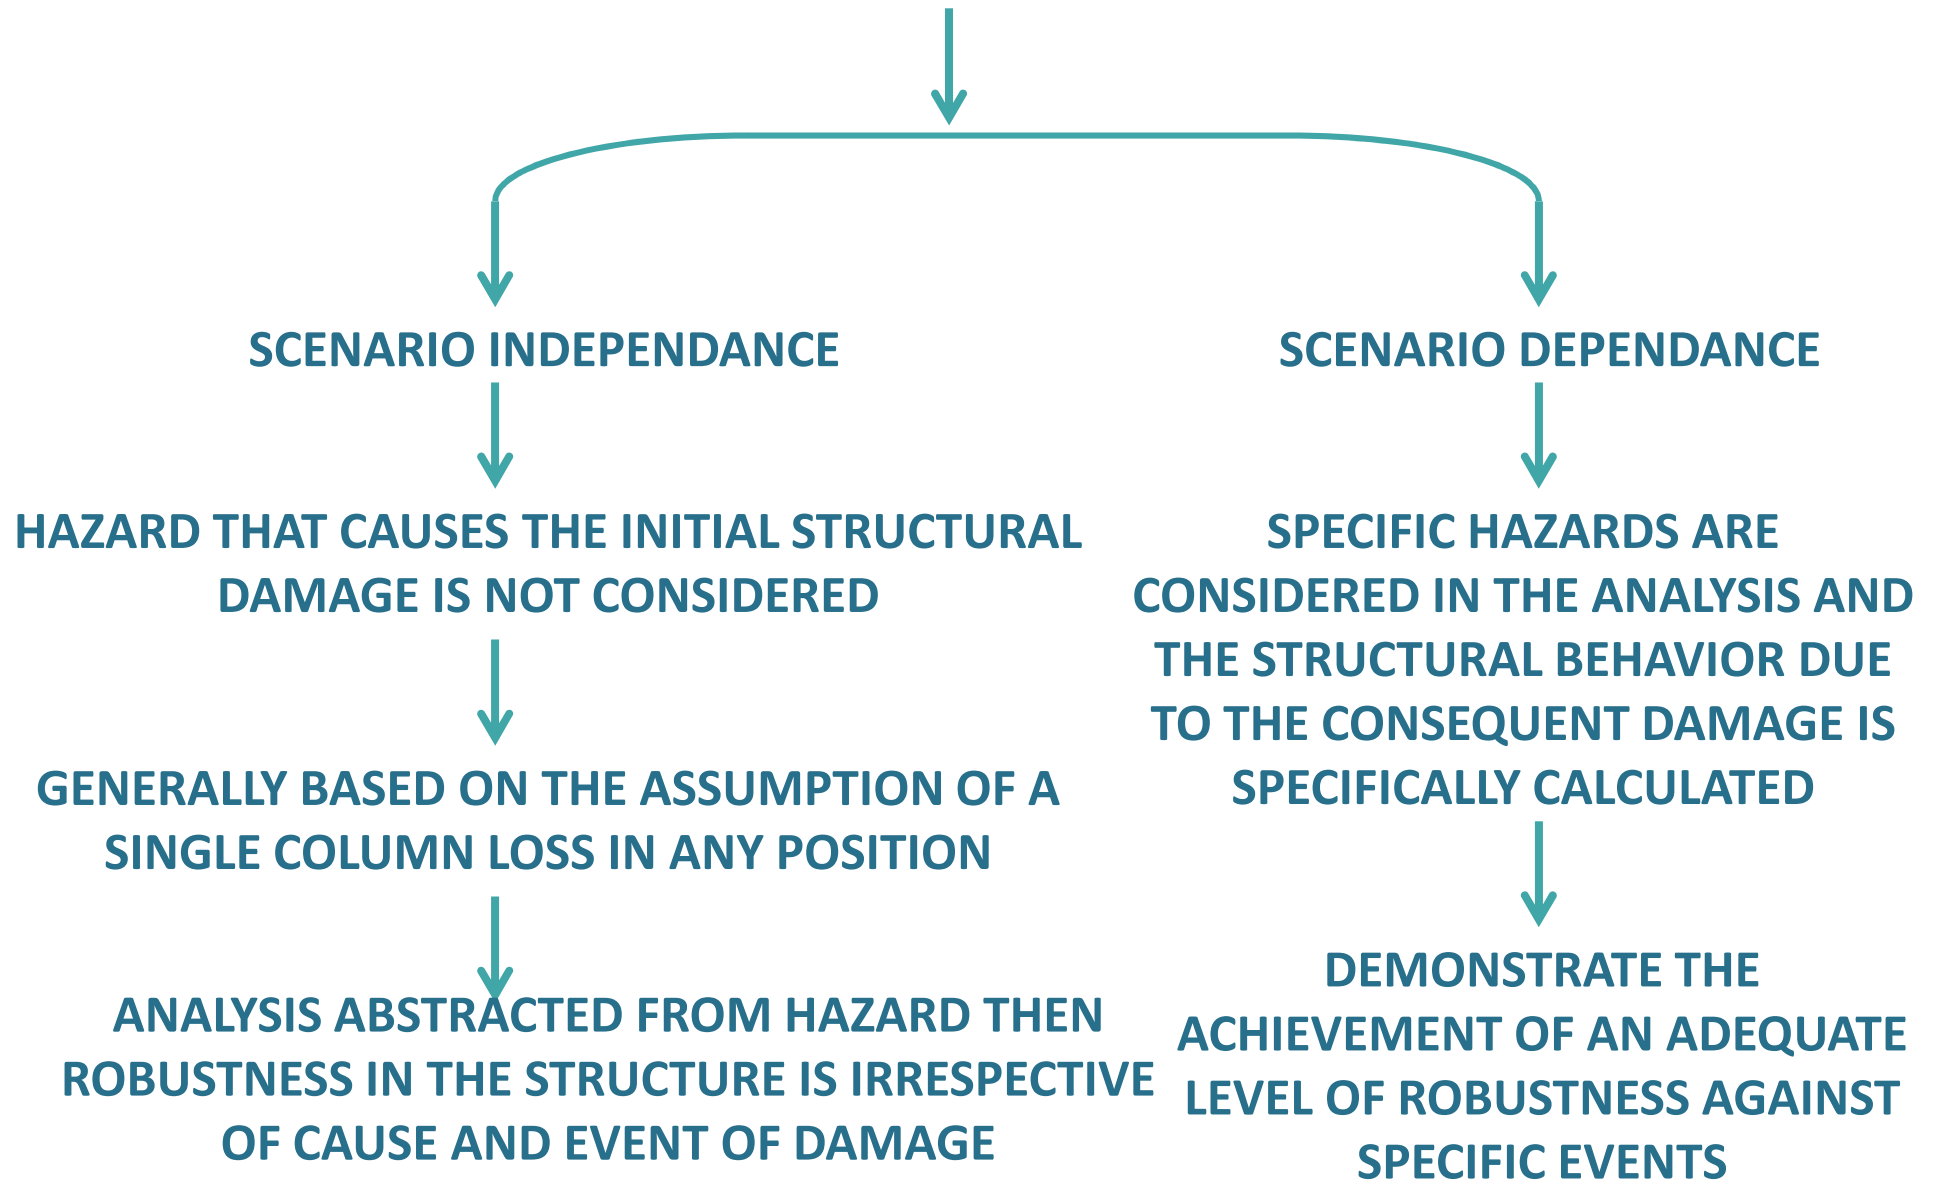 SCENARIO INDEPENDANCE
HAZARD THAT CAUSES THE INITIAL STRUCTURAL
DAMAGE IS NOT CONSIDERED
GENERALLY BASED ON THE ASSUMPTION OF A
SINGLE COLUMN LOSS IN ANY POSITION
ANALYSIS ABSTRACTED FROM HAZARD THEN
ROBUSTNESS IN THE STRUCTURE IS IRRESPECTIVE
OF CAUSE AND EVENT OF DAMAGE
SCENARIO DEPENDANCE
SPECIFIC HAZARDS ARE
CONSIDERED IN THE ANALYSIS AND
THE STRUCTURAL BEHAVIOR DUE
TO THE CONSEQUENT DAMAGE IS
SPECIFICALLY CALCULATED
DEMONSTRATE THE
ACHIEVEMENT OF AN ADEQUATE
LEVEL OF ROBUSTNESS AGAINST
SPECIFIC EVENTS